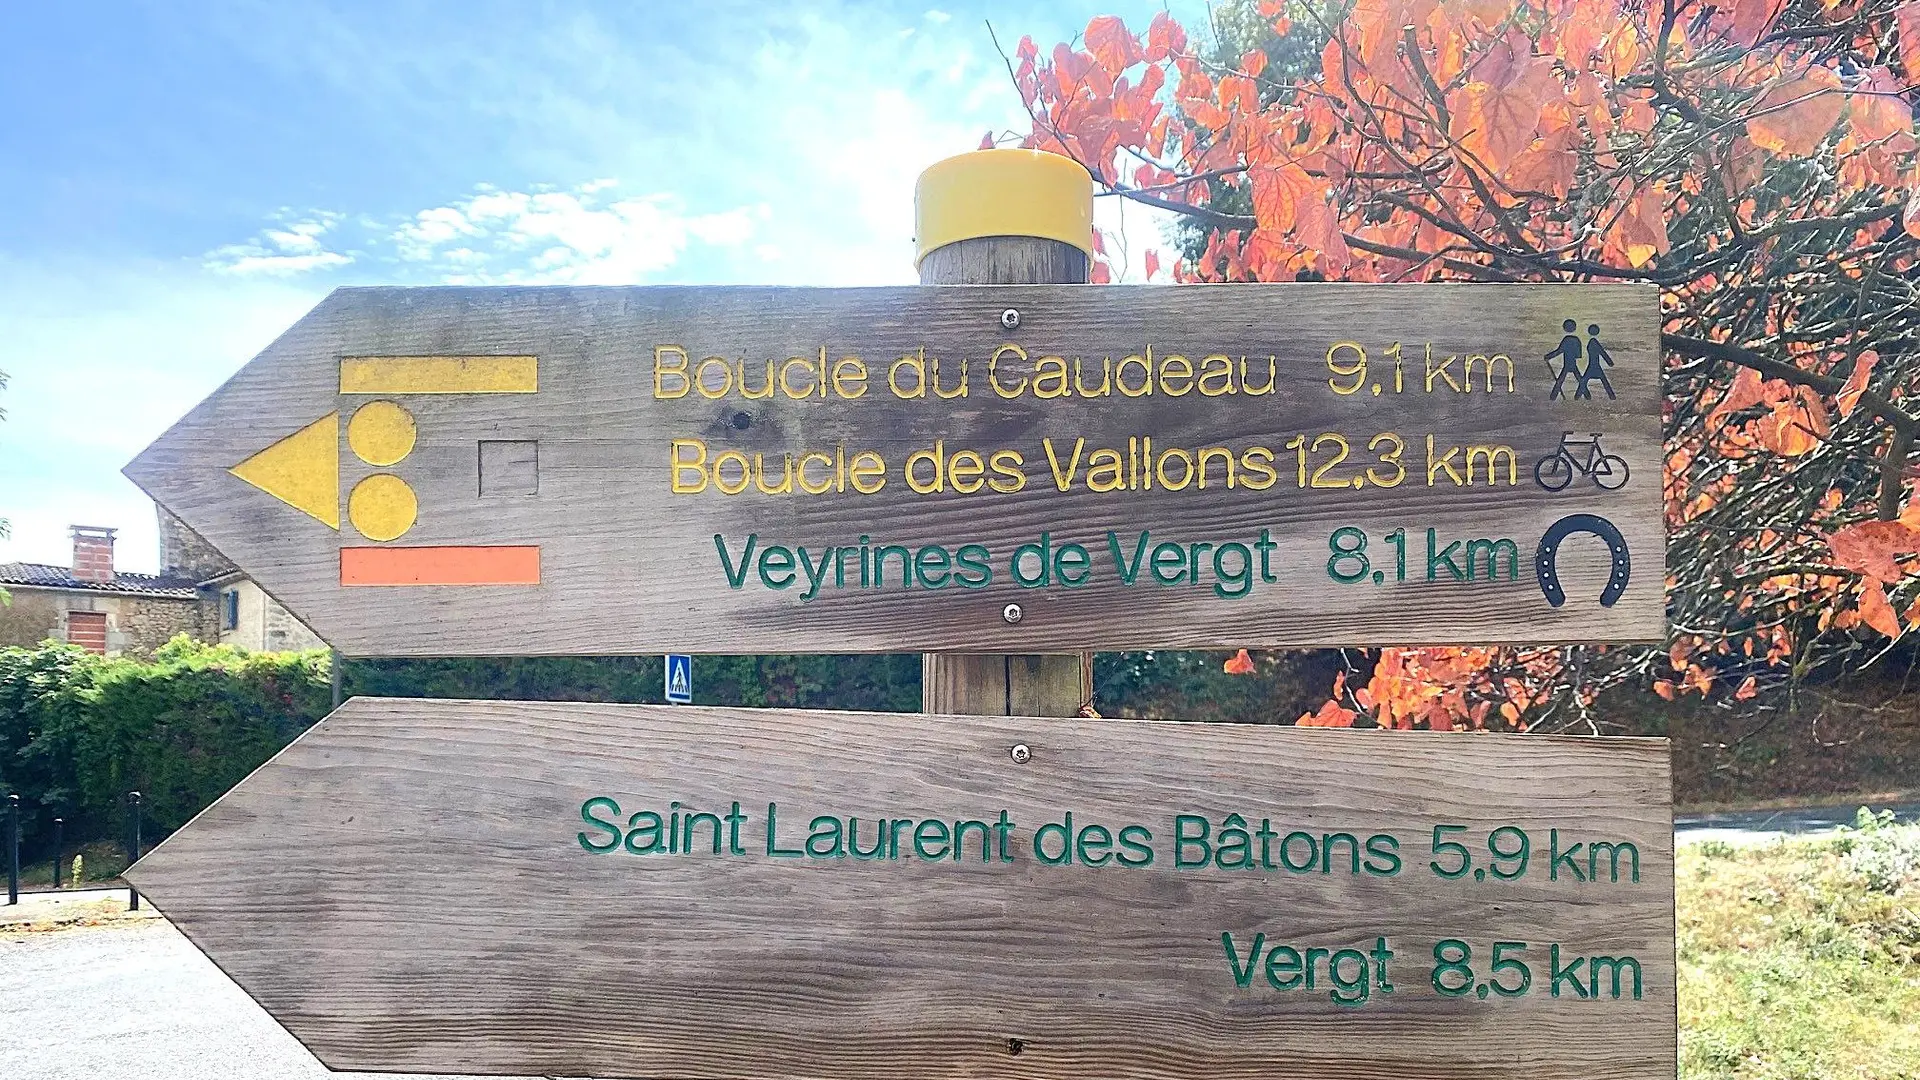 Boucle du Caudeau 9,1 km
Boucle des Vallons 12,3 km
Veyrines de Vergt 8,1 km
Saint Laurent des Bâtons 5,9 km
Vergt 8,5 km